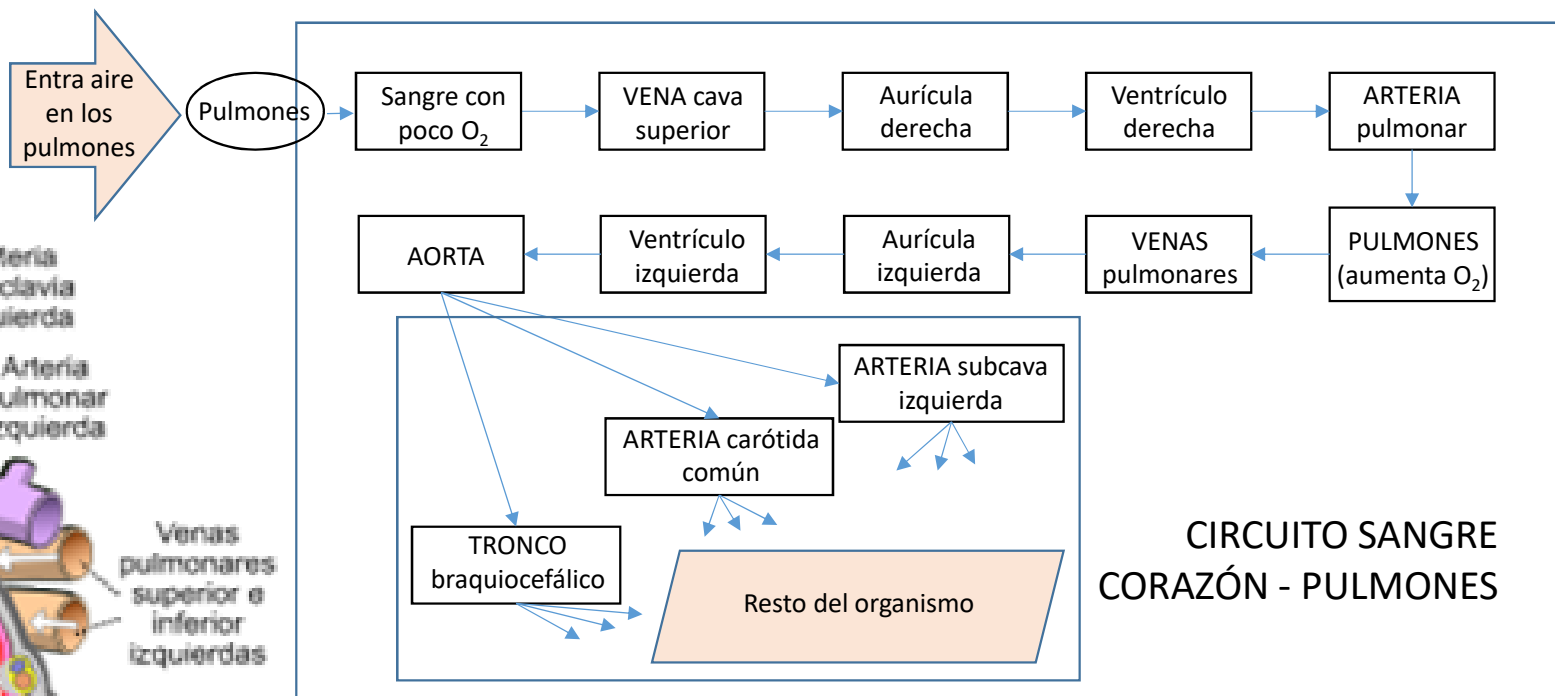 Entra aire
en los
pulmones
Pulmones
Sangre con
poco O₂
VENA cava
superior
Aurícula
derecha
Ventrículo
derecha
ARTERIA
pulmonar
AORTA
Ventrículo
izquierda
Aurícula
izquierda
VENAS
pulmonares
PULMONES
(aumenta O₂)
ARTERIA subcava
izquierda
ARTERIA carótida
común
TRONCO
braquiocefálico
Resto del organismo
CIRCUITO SANGRE
CORAZÓN - PULMONES
Arteria
Venas
pulmonares
superior e
inferior
izquierdas